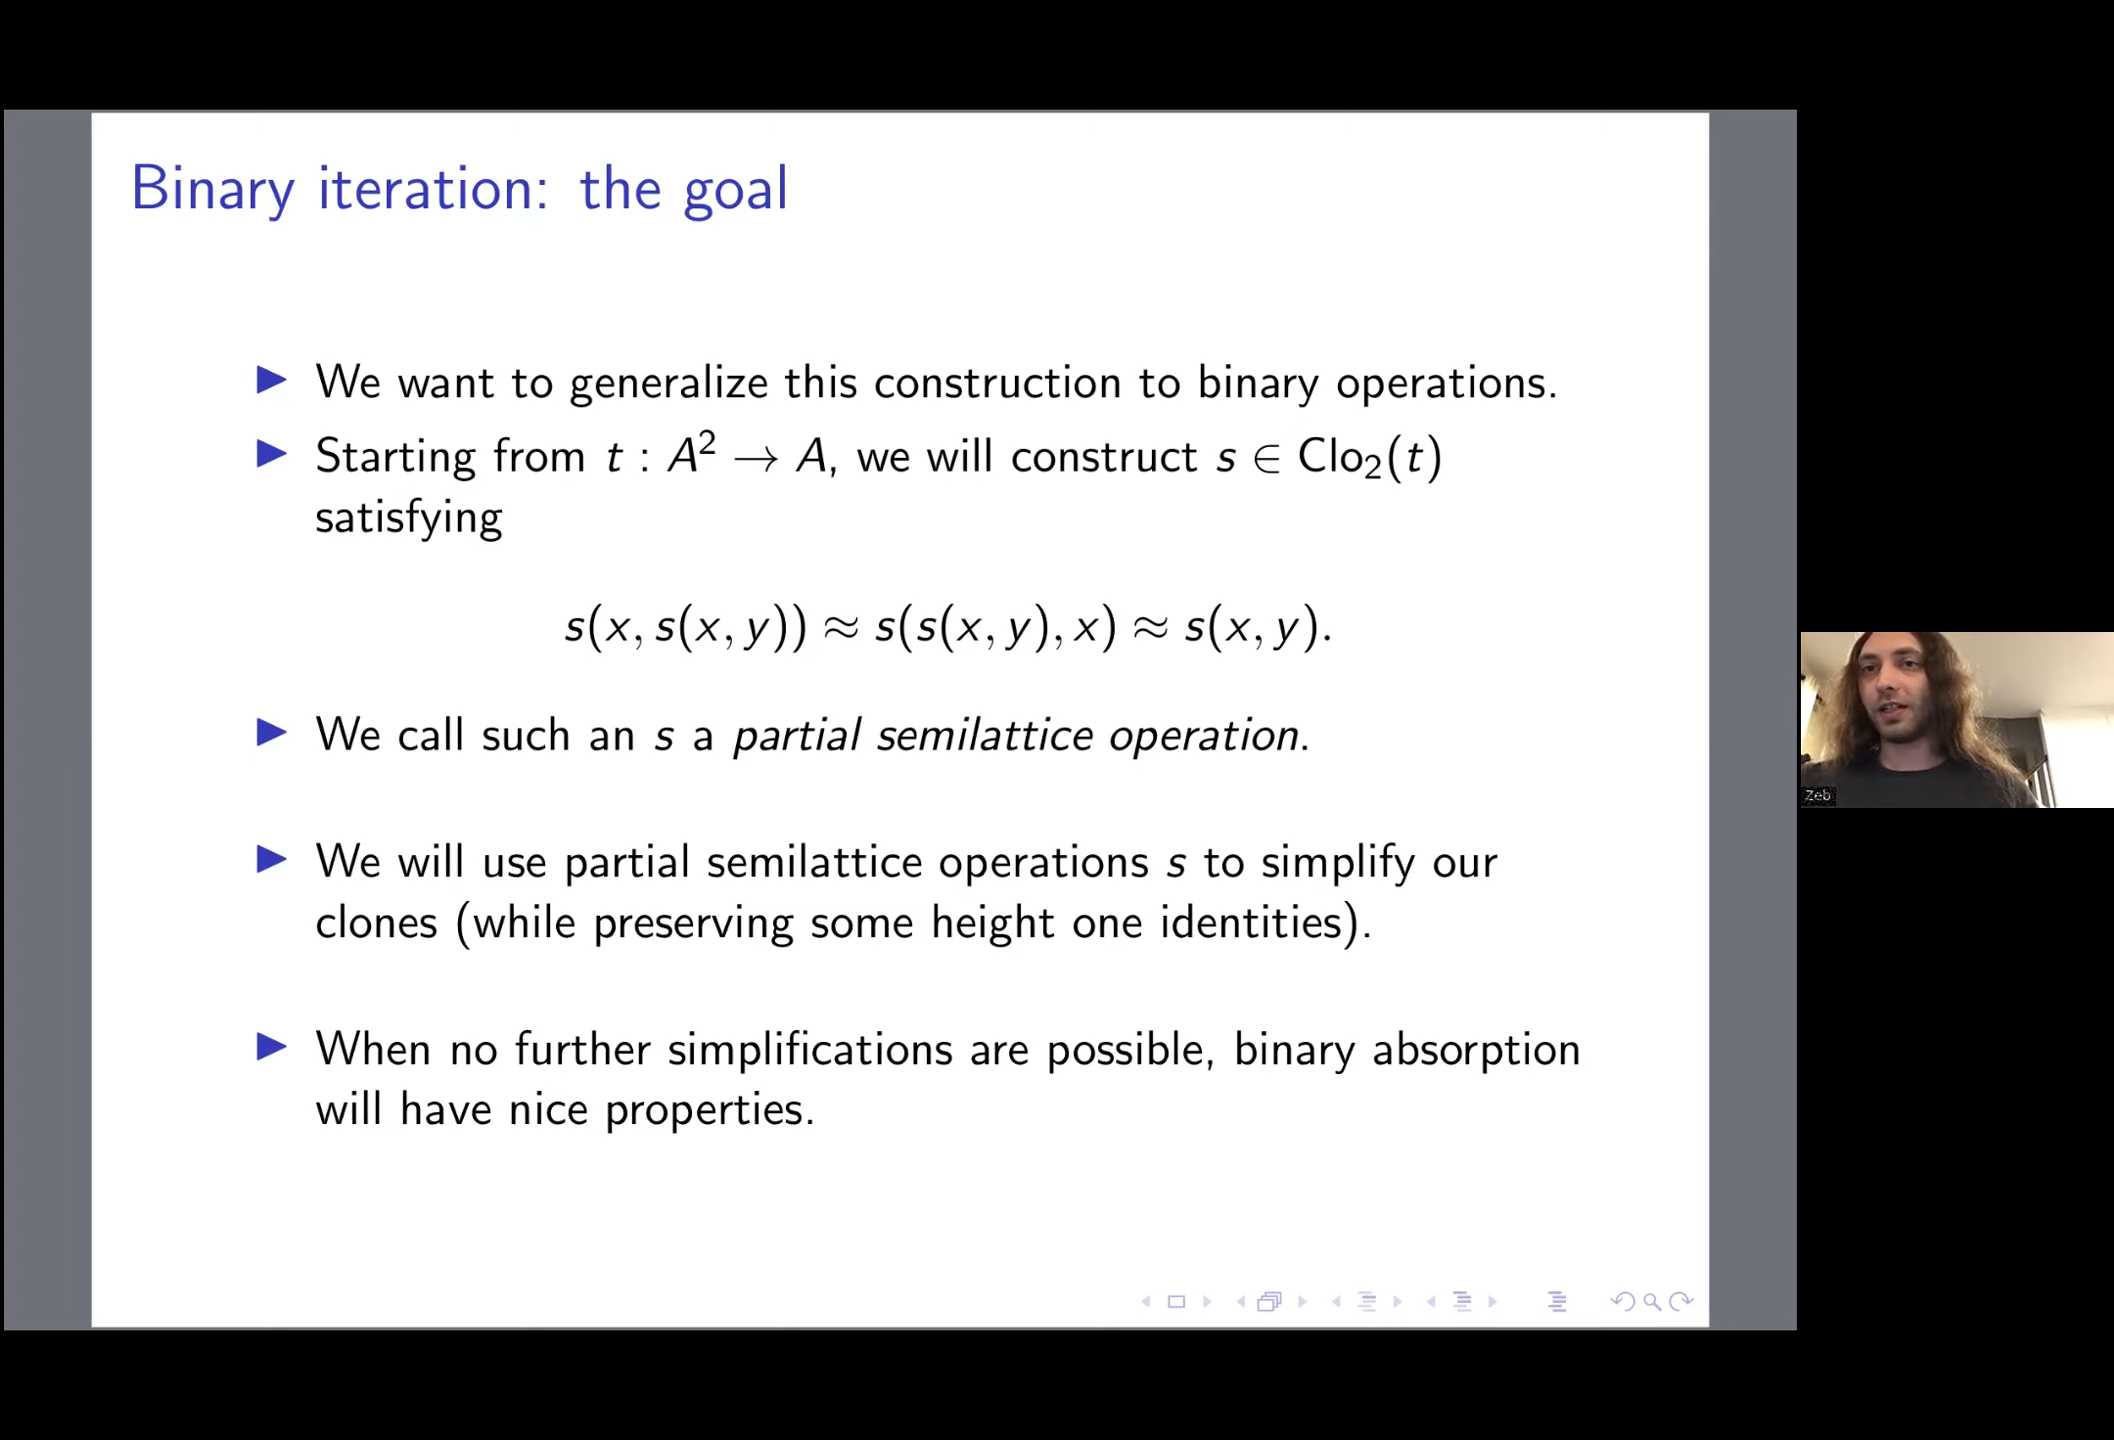 Binary iteration: the goal
▶ We want to generalize this construction to binary operations.
▶ Starting from t : A² → A, we will construct s ∈ Clo₂(t)
satisfying
s(x, s(x, y)) ≈ s(s(x, y), x) ≈ s(x, y).
▶ We call such an s a partial semilattice operation.
▶ We will use partial semilattice operations s to simplify our
clones (while preserving some height one identities).
▶ When no further simplifications are possible, binary absorption
will have nice properties.
Zeb